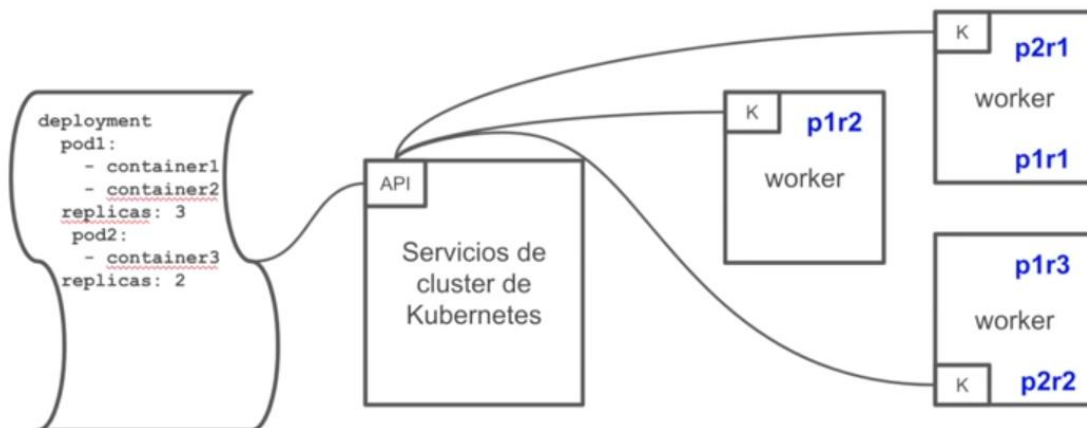 deployment
pod1:
- container1
- container2
replicas: 3
pod2:
- container3
replicas: 2
API
Servicios de
cluster de
Kubernetes
K
p1r2
worker
K
p2r1
worker
p1r1
p1r3
worker
K
p2r2